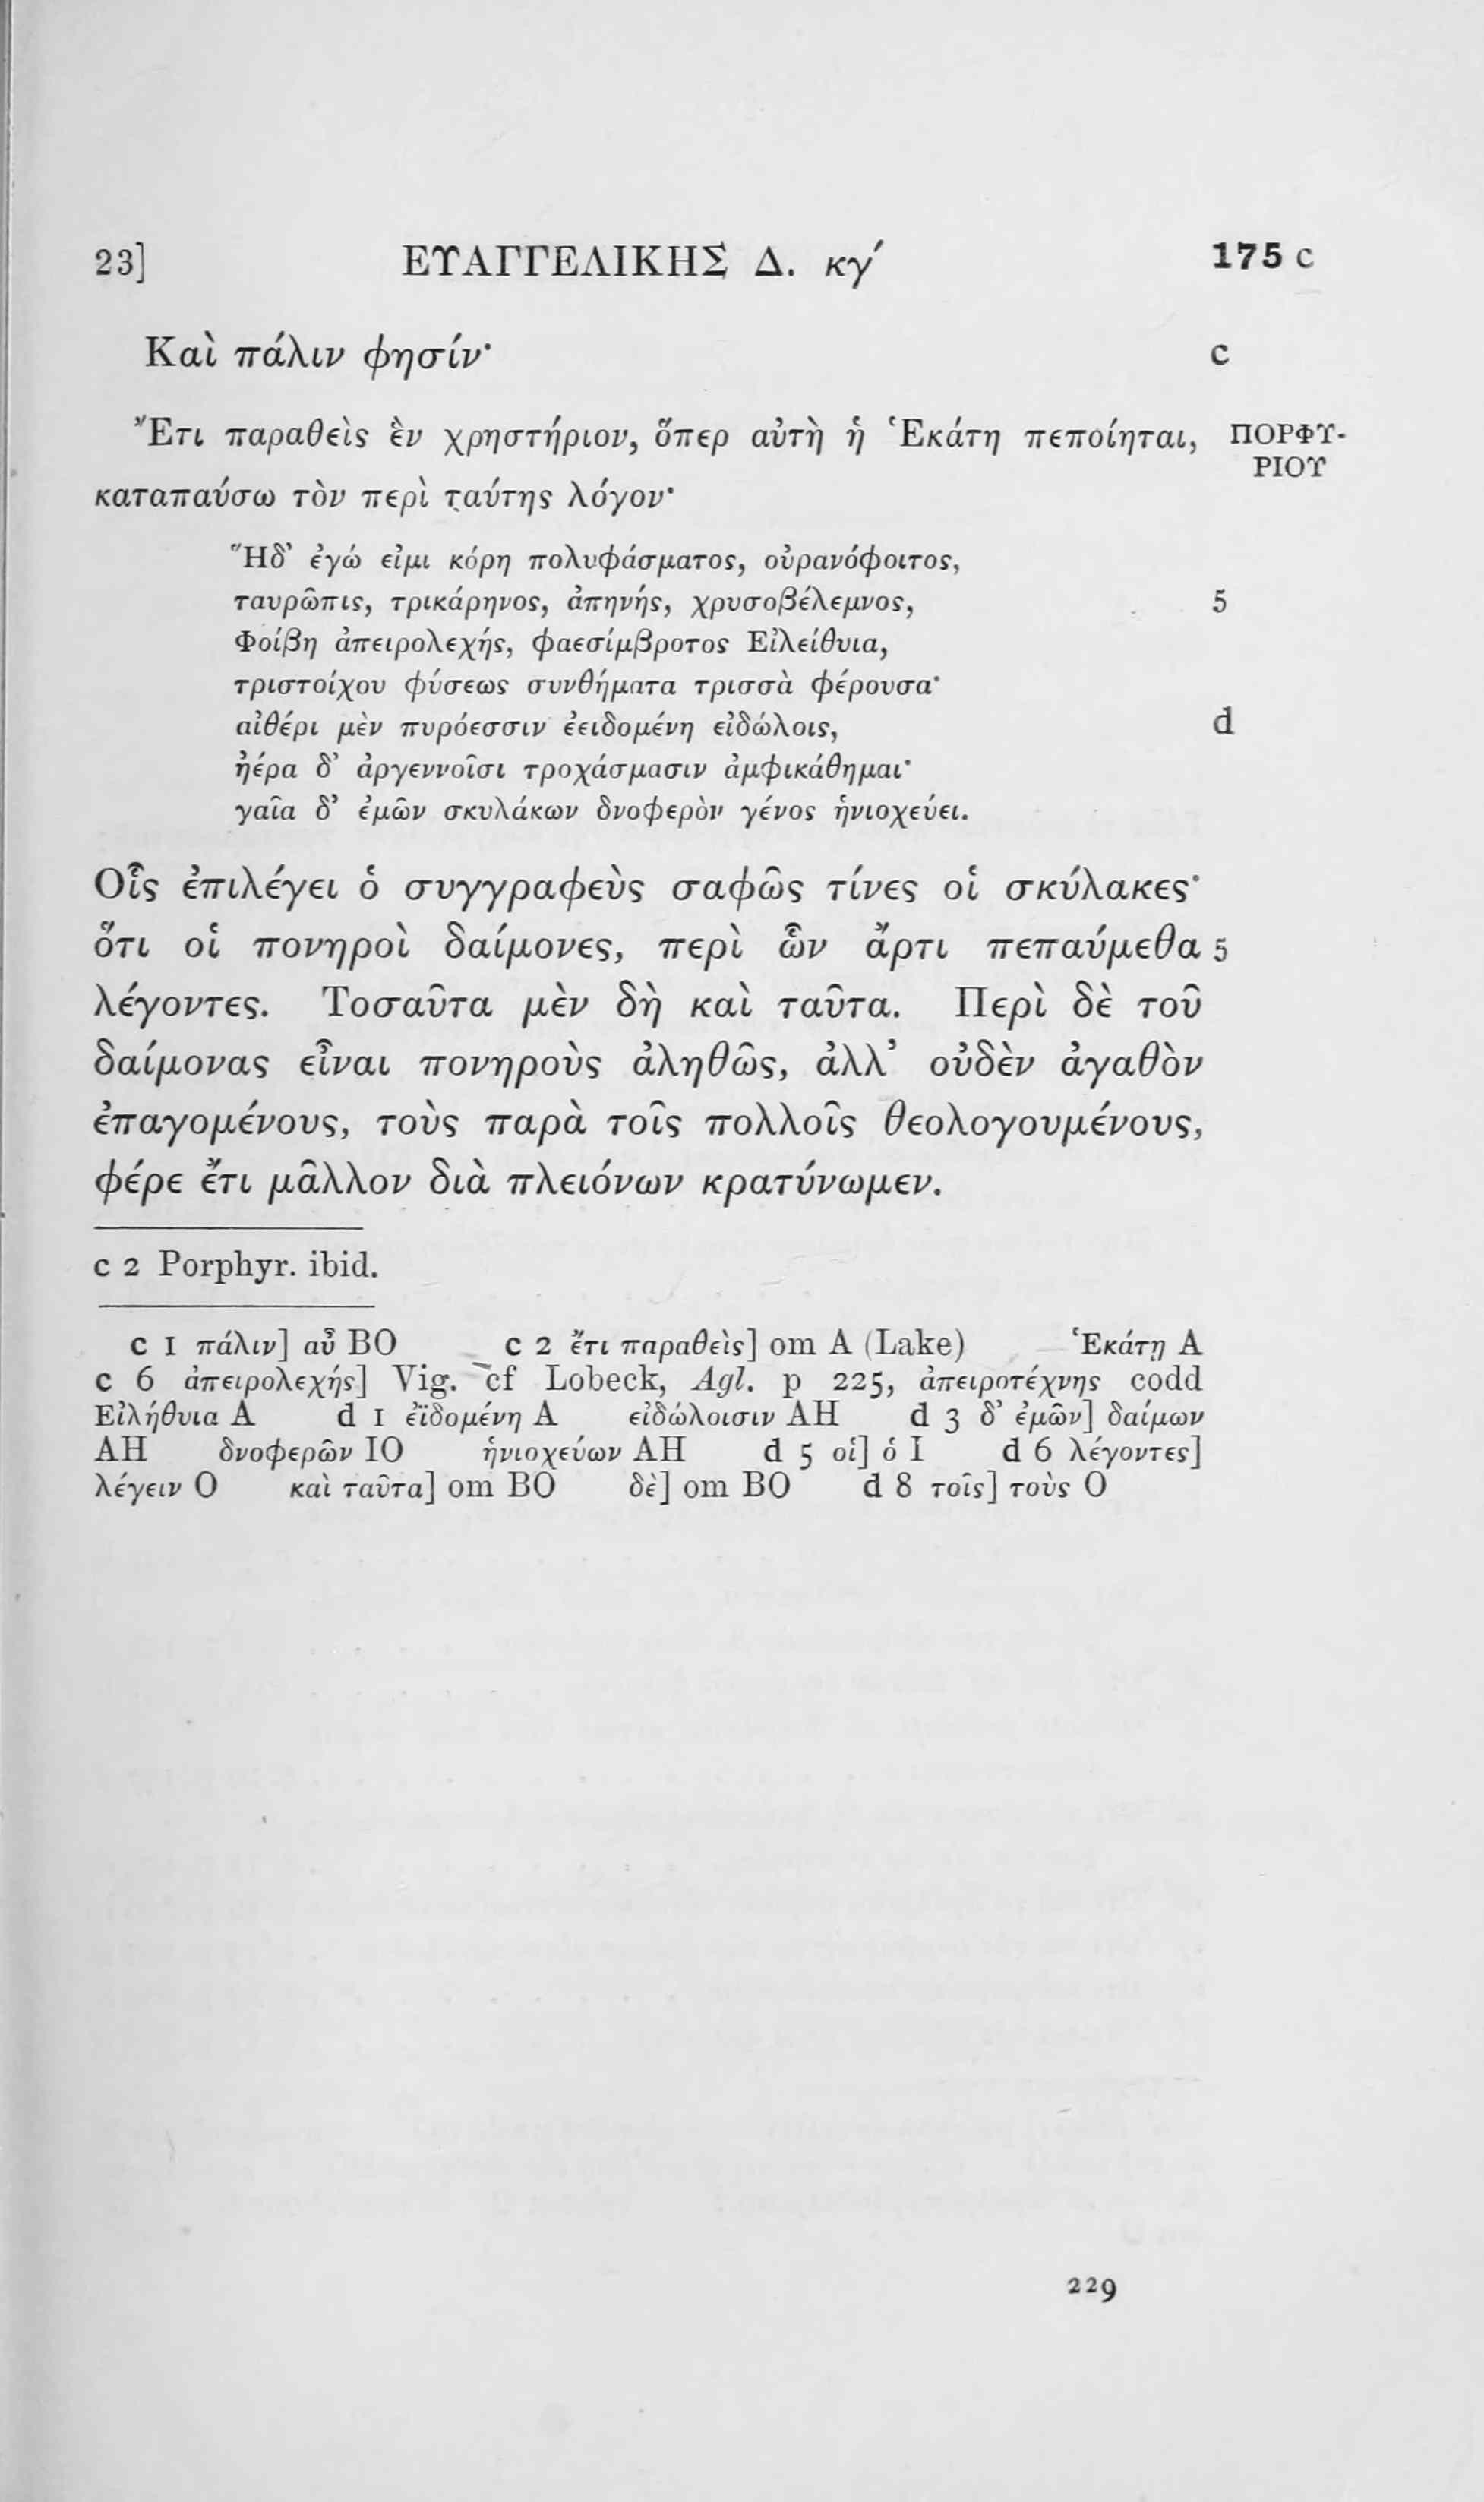 23] ΕΥΑΓΓΕΛΙΚΗΣ Δ. κγ′ 175 c
Καὶ πάλιν φησίν· c
Ἔτι παραθεὶς ἓν χρηστήριον, ὅπερ αὐτὴ ἡ Ἑκάτη πεποίηται, ΠΟΡΦΥ-
ΡΙΟΥ
καταπαύσω τὸν περὶ ταύτης λόγον·
Ἥδ’ ἐγώ εἰμι κόρη πολυφάσματος, οὐρανόφοιτος,
ταυρῶπις, τρικάρηνος, ἀπηνής, χρυσοβέλεμνος, 5
Φοίβη ἀπειρολεχής, φαεσίμβροτος Εἰλείθυια,
τριστοίχου φύσεως συνθήματα τρισσὰ φέρουσα·
αἰθέρι μὲν πυρόεσσιν ἐειδομένη εἰδώλοις, d
ἠέρα δ’ ἀργεννοῖσι τροχάσμασιν ἀμφικάθημαι·
γαῖα δ’ ἐμῶν σκυλάκων δνοφερὸν γένος ἡνιοχεύει.
Οἷς ἐπιλέγει ὁ συγγραφεὺς σαφῶς τίνες οἱ σκύλακες·
ὅτι οἱ πονηροὶ δαίμονες, περὶ ὧν ἄρτι πεπαύμεθα 5
λέγοντες. Τοσαῦτα μὲν δὴ καὶ ταῦτα. Περὶ δὲ τοῦ
δαίμονας εἶναι πονηροὺς ἀληθῶς, ἀλλ’ οὐδὲν ἀγαθὸν
ἐπαγομένους, τοὺς παρὰ τοῖς πολλοῖς θεολογουμένους,
φέρε ἔτι μᾶλλον διὰ πλειόνων κρατύνωμεν.
c 2 Porphyr. ibid.
c 1 πάλιν] αὖ BO c 2 ἔτι παραθεὶς] om A (Lake) Ἑκάτῃ A
c 6 ἀπειρολεχής] Vig. cf Lobeck, Agl. p 225, ἀπειροτέχνης codd
Εἰλήθυια A d 1 ἐϊδομένη A εἰδώλοισιν AH d 3 δ’ ἐμῶν] δαίμων
AH δνοφερῶν IO ἡνιοχεύων AH d 5 οἱ] ὁ I d 6 λέγοντες]
λέγειν O καὶ ταῦτα] om BO δὲ] om BO d 8 τοῖς] τοὺς O
229